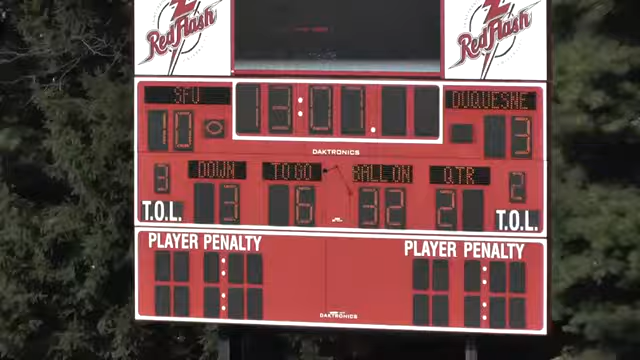 Red Flash
Red Flash
SFU 13:07 DUQUESNE
10 3
DAKTRONICS
3 DOWN TO GO BALL ON QTR 2
T.O.L. 3 6 32 2 T.O.L.
PLAYER PENALTY PLAYER PENALTY
DAKTRONICS